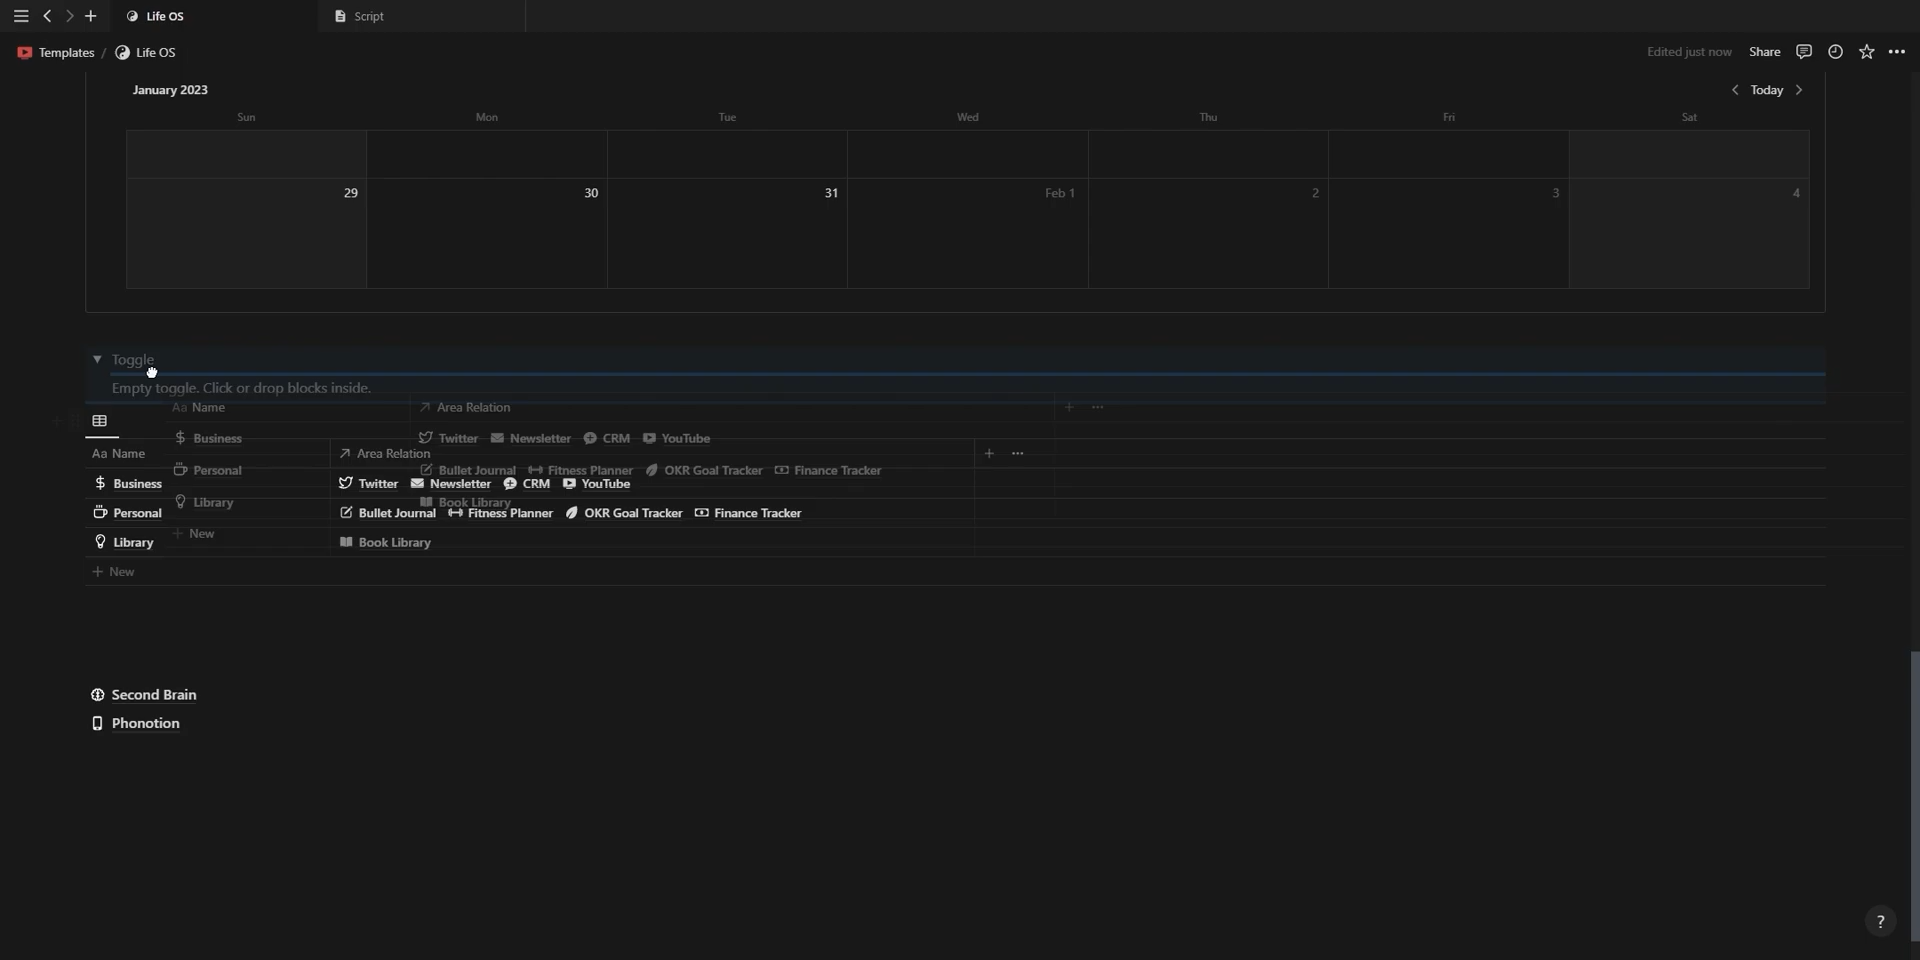 Life OS
Script
Templates / Life OS
Edited just now Share
January 2023
Today
Sun Mon Tue Wed Thu Fri Sat
29 30 31 Feb 1 2 3 4
Toggle
Empty toggle. Click or drop blocks inside.
Aa Name Area Relation
Business Twitter Newsletter CRM YouTube
Aa Name Area Relation
Personal Bullet Journal Fitness Planner OKR Goal Tracker Finance Tracker
Business Twitter Newsletter CRM YouTube
Library Book Library
Personal Bullet Journal Fitness Planner OKR Goal Tracker Finance Tracker
+ New
Library Book Library
+ New
Second Brain
Phonotion
?